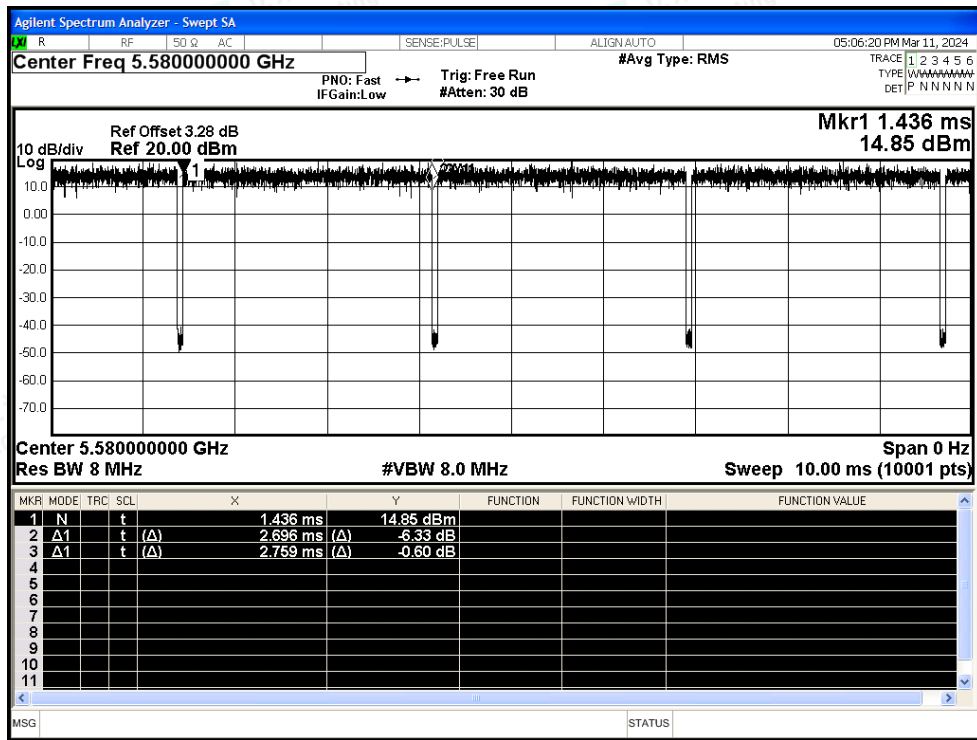 Agilent Spectrum Analyzer - Swept SA
LXI R RF 50 Ω AC SENSE:PULSE ALIGN AUTO 05:06:20 PM Mar 11, 2024
Center Freq 5.580000000 GHz #Avg Type: RMS TRACE 1 2 3 4 5 6
PNO: Fast Trig: Free Run TYPE WWWWWW
IFGain:Low #Atten: 30 dB DET P N N N N N
Mkr1 1.436 ms
Ref Offset 3.28 dB
10 dB/div Ref 20.00 dBm 14.85 dBm
Log
1
10.0
0.00
-10.0
-20.0
-30.0
-40.0
-50.0
-60.0
-70.0
Center 5.580000000 GHz Span 0 Hz
Res BW 8 MHz #VBW 8.0 MHz Sweep 10.00 ms (10001 pts)
MKR MODE TRC SCL X Y FUNCTION FUNCTION WIDTH FUNCTION VALUE
1 N t 1.436 ms 14.85 dBm
2 Δ1 t (Δ) 2.696 ms (Δ) -6.33 dB
3 Δ1 t (Δ) 2.759 ms (Δ) -0.60 dB
4
5
6
7
8
9
10
11
MSG STATUS